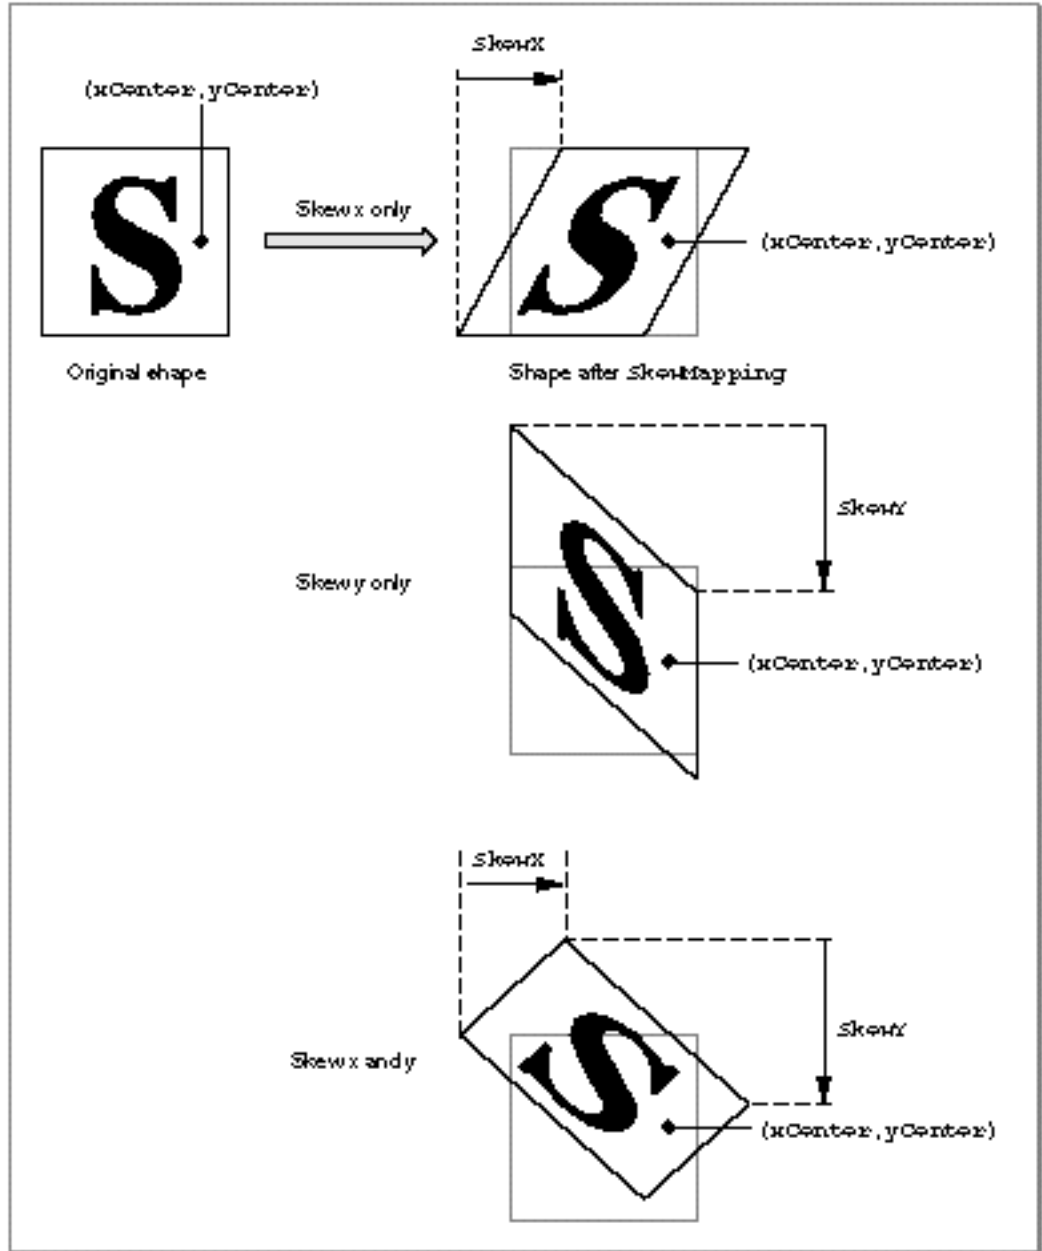 SkewX
(xCenter,yCenter)
Skew x only
(xCenter,yCenter)
Original shape
Shape after SkewMapping
SkewY
Skew y only
(xCenter,yCenter)
SkewX
SkewY
Skew x and y
(xCenter,yCenter)
S
S
S
S